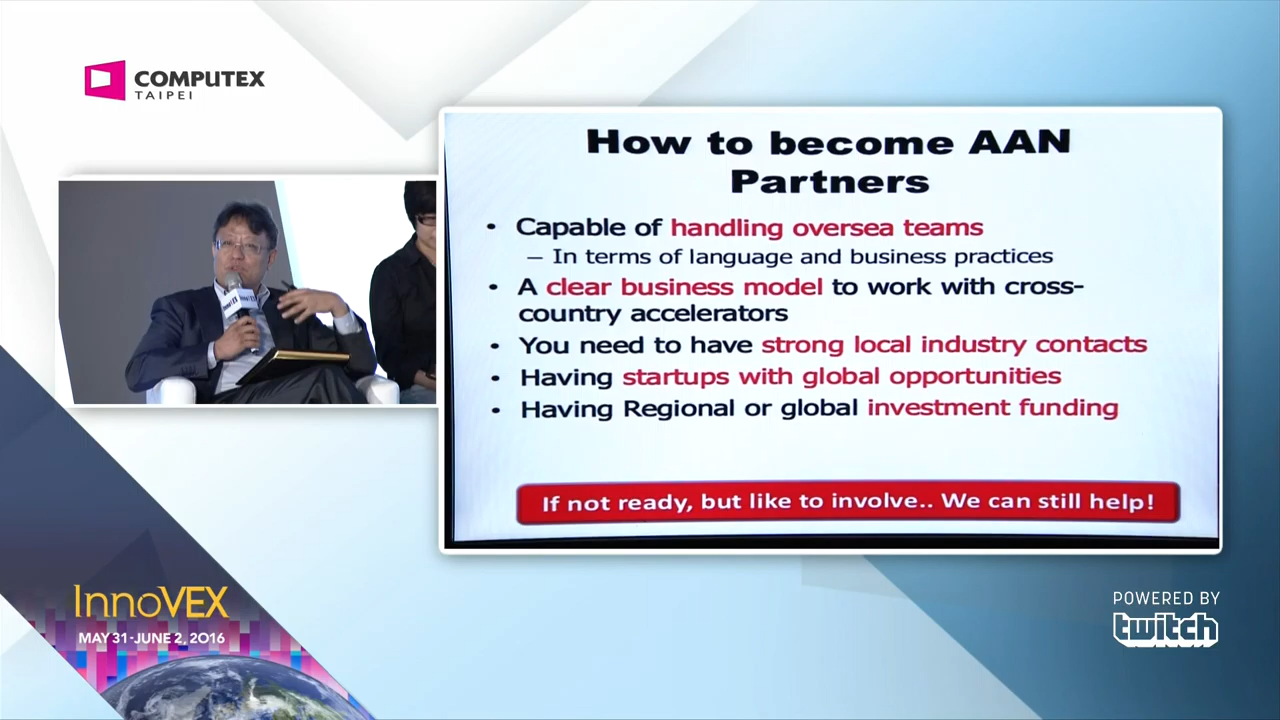 COMPUTEX
TAIPEI
How to become AAN
Partners
• Capable of handling oversea teams
– In terms of language and business practices
• A clear business model to work with cross-
country accelerators
• You need to have strong local industry contacts
• Having startups with global opportunities
• Having Regional or global investment funding
If not ready, but like to involve.. We can still help!
InnoVEX
MAY 31-JUNE 2, 2016
POWERED BY
twitch